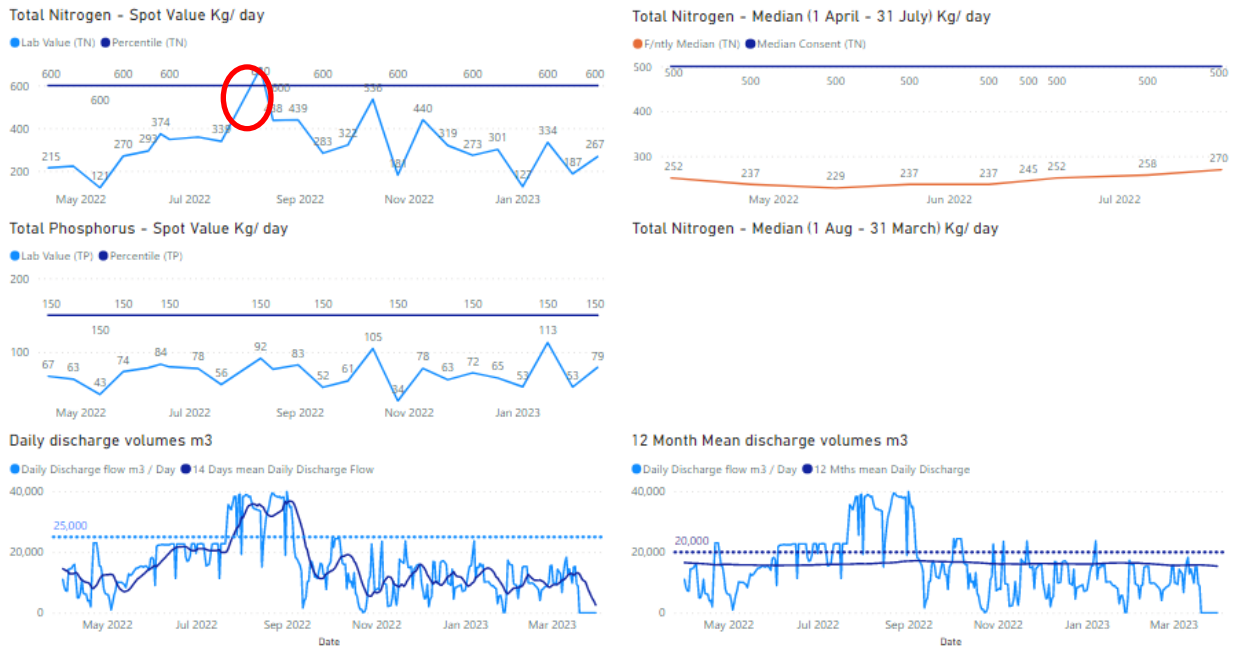 Total Nitrogen - Spot Value Kg/ day
Lab Value (TN) Percentile (TN)
600 600 600 600 600 600 600 600
600
600
400
200
215 121 270 293 374 339 438 439 283 322 536 181 440 319 273 301 127 334 187 267
May 2022 Jul 2022 Sep 2022 Nov 2022 Jan 2023
Total Nitrogen - Median (1 April - 31 July) Kg/ day
F/ntly Median (TN) Median Consent (TN)
500
400
300
500 500 500 500 500 500 500 500 500
252 237 229 237 237 245 252 258 270
May 2022 Jun 2022 Jul 2022
Total Phosphorus - Spot Value Kg/ day
Lab Value (TP) Percentile (TP)
200
100
150 150 150 150 150 150 150 150 150
150
67 63 43 74 84 78 56 92 83 52 61 105 34 78 63 72 65 53 113 53 79
May 2022 Jul 2022 Sep 2022 Nov 2022 Jan 2023
Total Nitrogen - Median (1 Aug - 31 March) Kg/ day
Daily discharge volumes m3
Daily Discharge flow m3 / Day 14 Days mean Daily Discharge Flow
40,000
25,000
20,000
0
May 2022 Jul 2022 Sep 2022 Nov 2022 Jan 2023 Mar 2023
Date
12 Month Mean discharge volumes m3
Daily Discharge flow m3 / Day 12 Mths mean Daily Discharge
40,000
20,000
20,000
0
May 2022 Jul 2022 Sep 2022 Nov 2022 Jan 2023 Mar 2023
Date